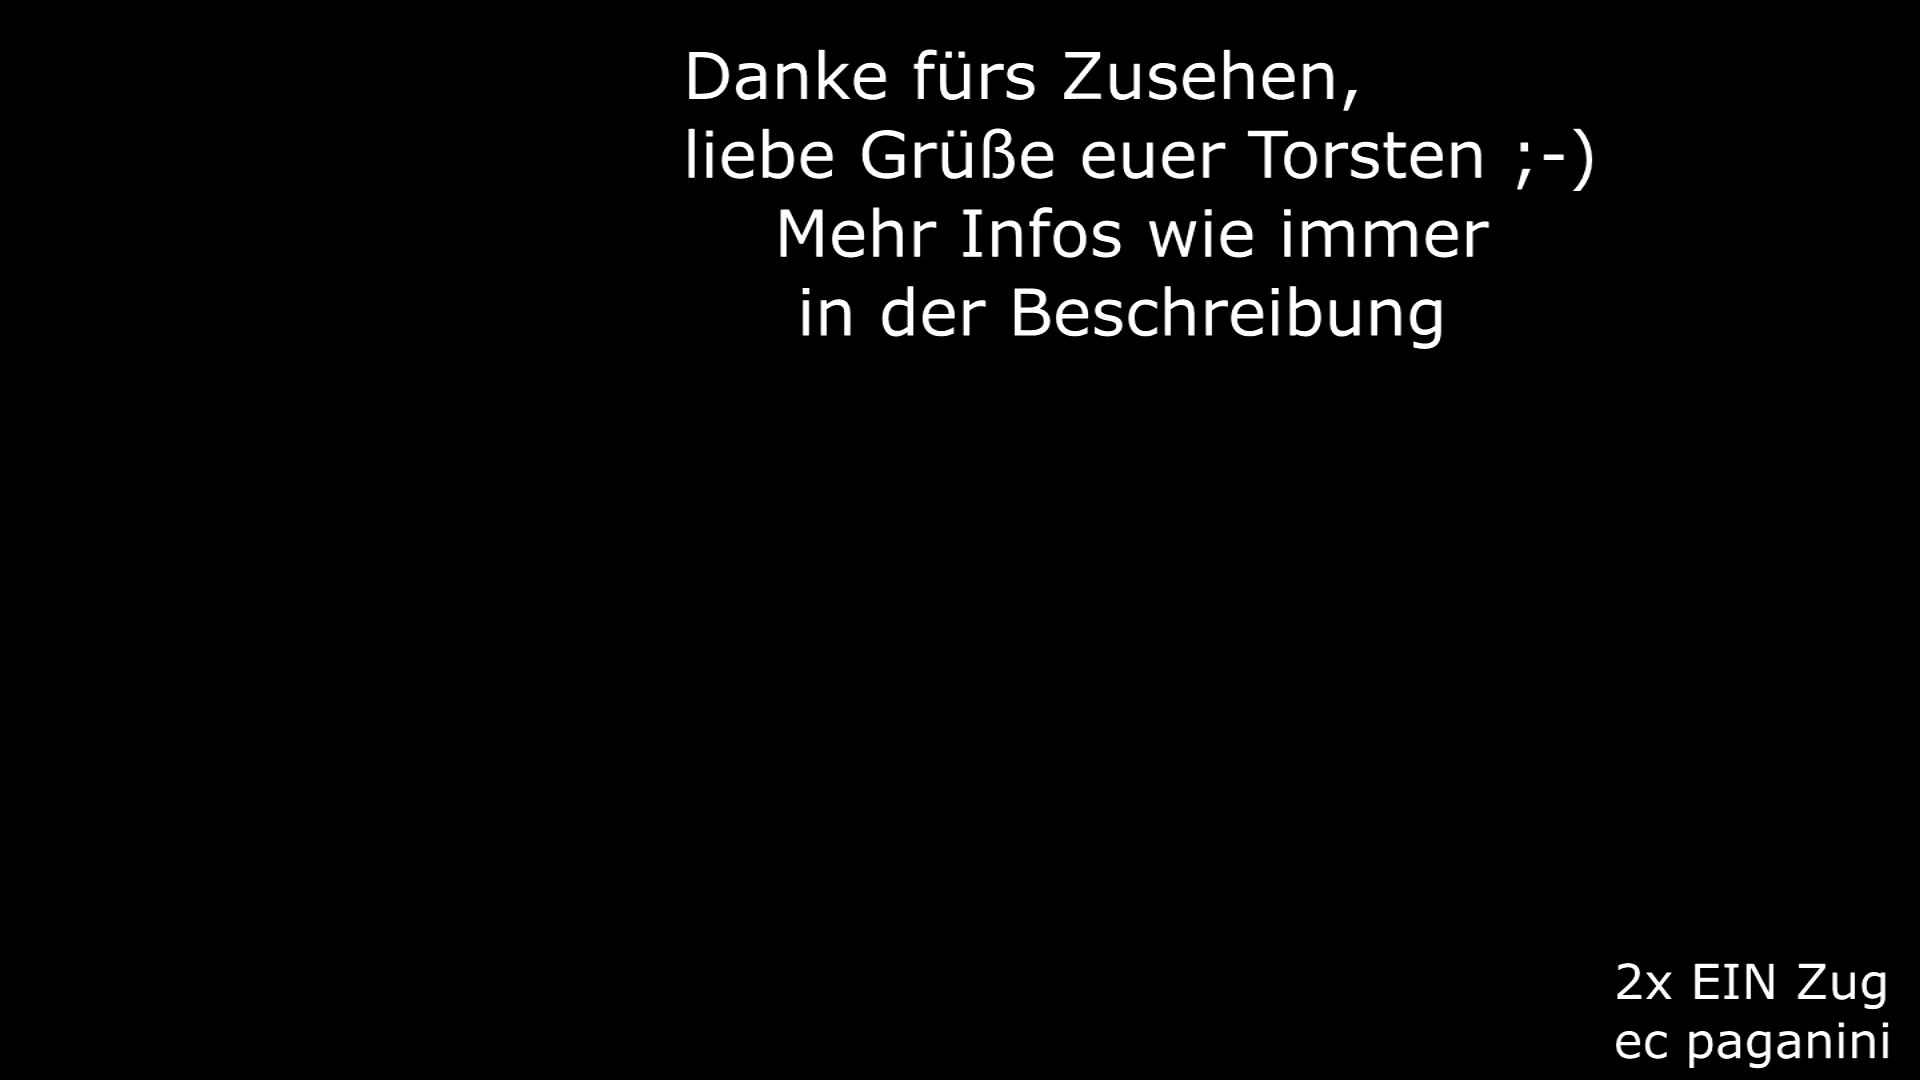 Danke fürs Zusehen,
liebe Grüße euer Torsten ;-)
Mehr Infos wie immer
in der Beschreibung
2x EIN Zug
ec paganini